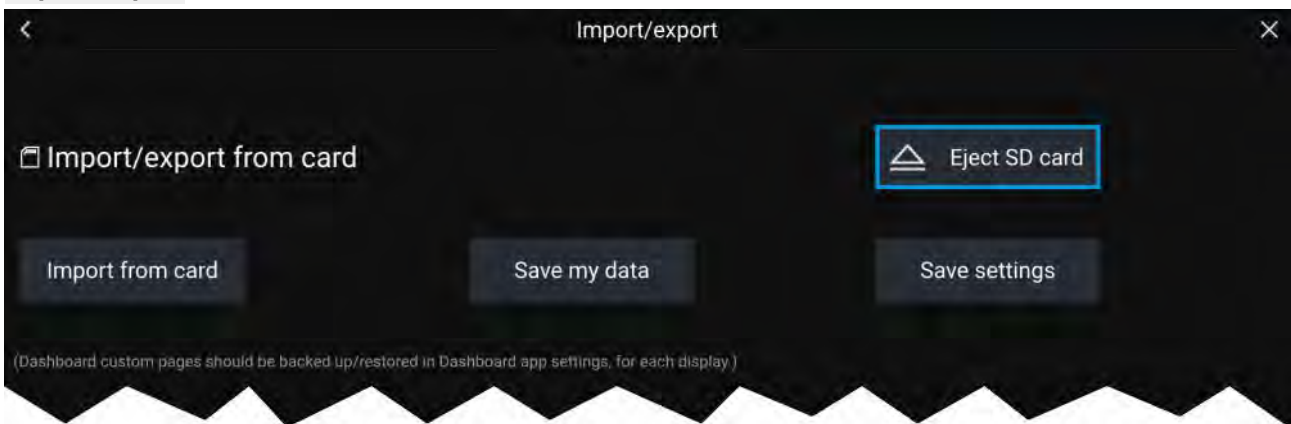 Import/export
Import/export from card
Eject SD card
Import from card
Save my data
Save settings
(Dashboard custom pages should be backed up/restored in Dashboard app settings, for each display.)